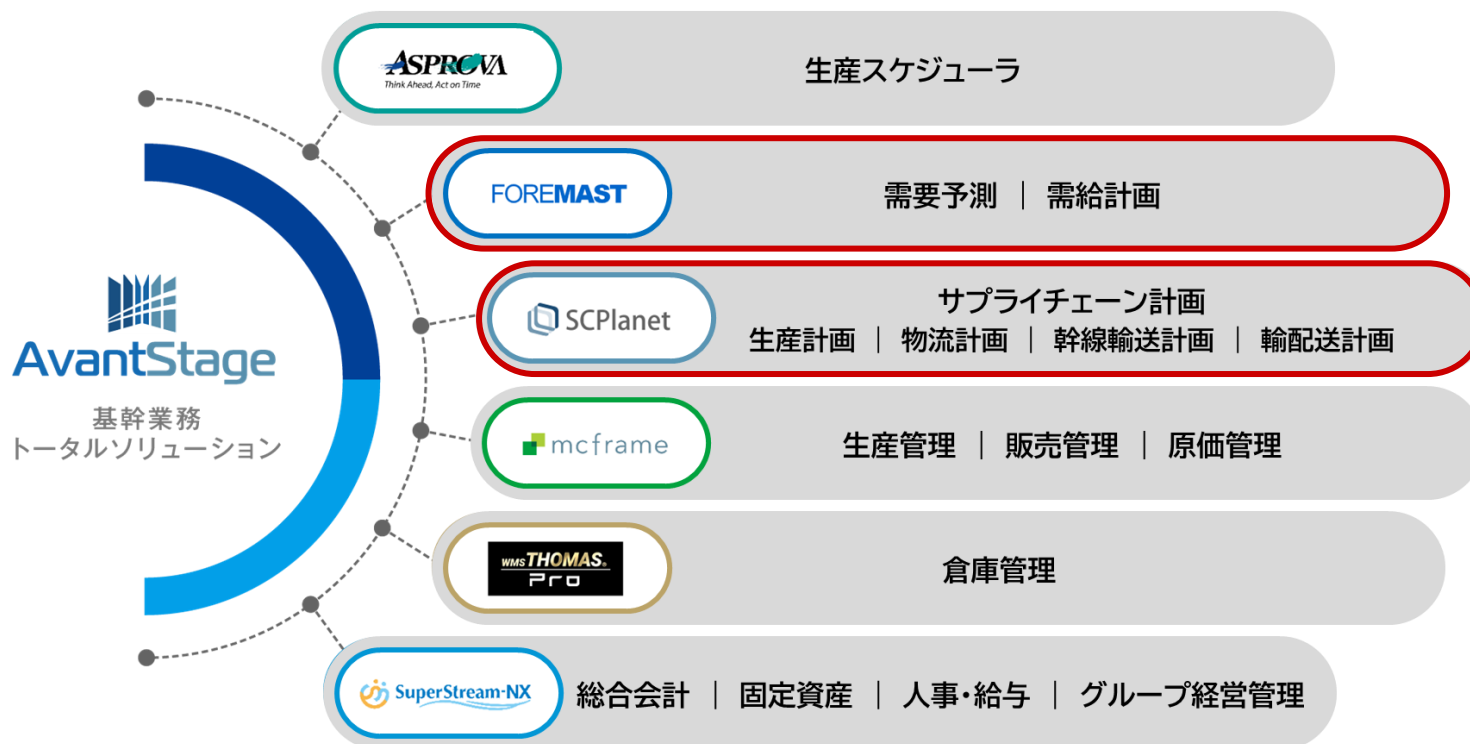 ASPROVA
Think Ahead, Act on Time
生産スケジューラ
FOREMAST
需要予測 ｜ 需給計画
SCPlanet
サプライチェーン計画
生産計画 ｜ 物流計画 ｜ 幹線輸送計画 ｜ 輸配送計画
AvantStage
基幹業務
トータルソリューション
mcframe
生産管理 ｜ 販売管理 ｜ 原価管理
WMS THOMAS®
Pro
倉庫管理
SuperStream-NX
総合会計 ｜ 固定資産 ｜ 人事・給与 ｜ グループ経営管理